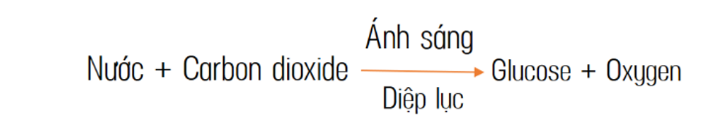 Ánh sáng
Nước + Carbon dioxide Glucose + Oxygen
Diệp lục